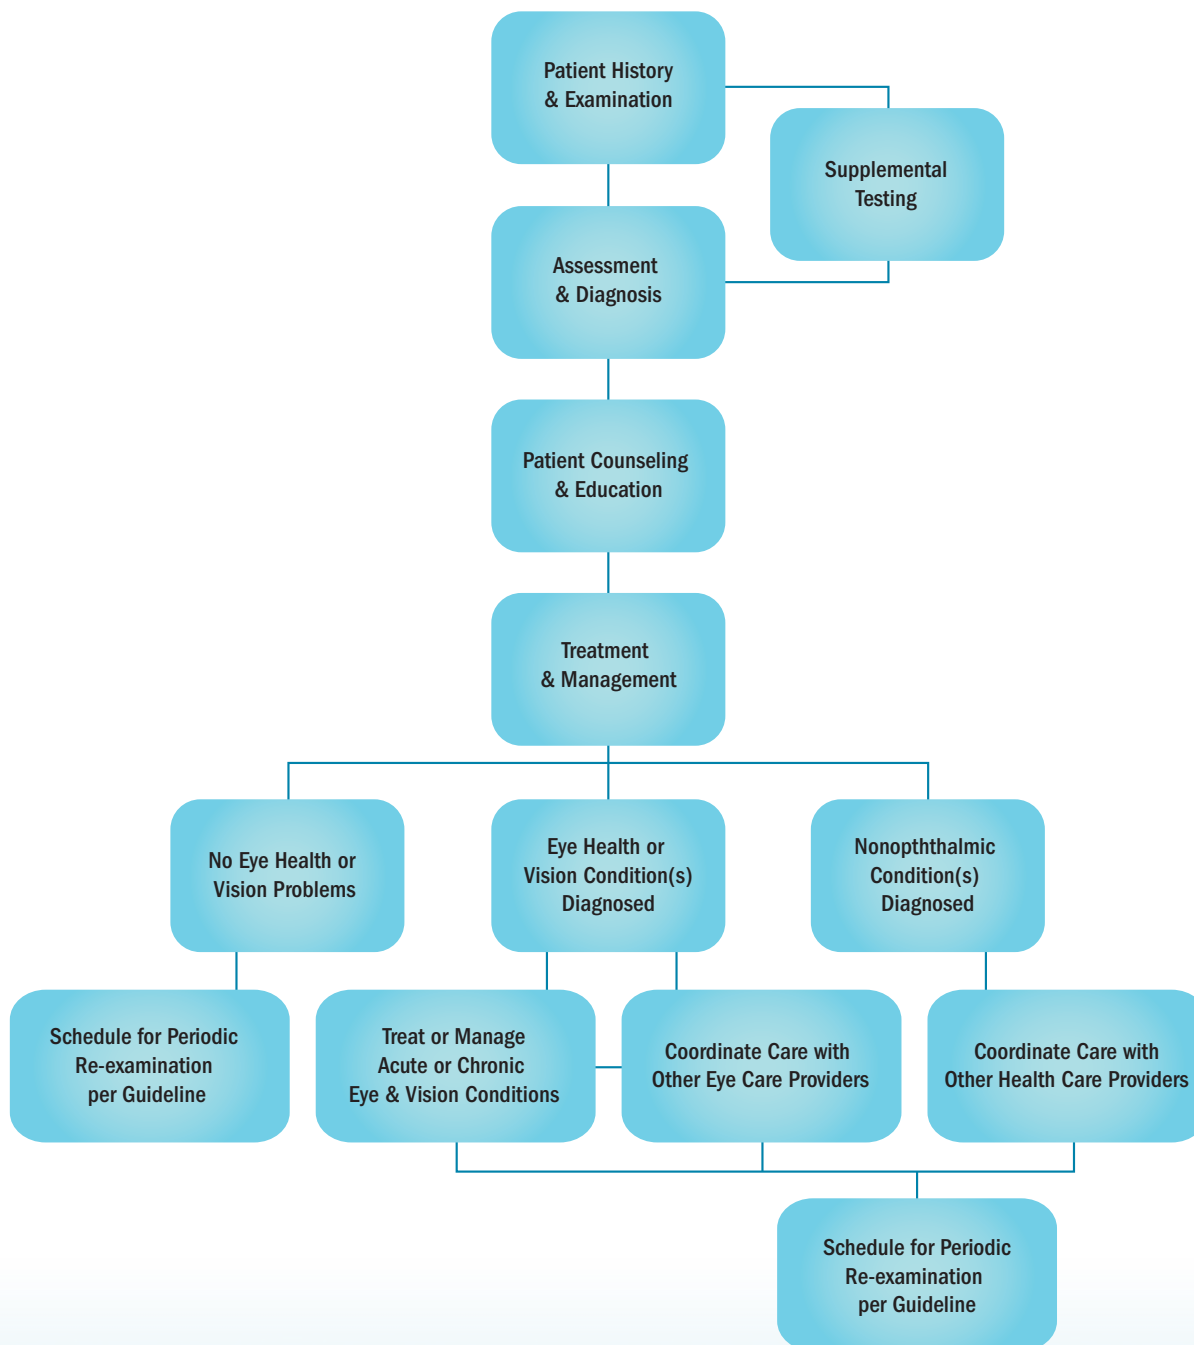 Patient History
& Examination
Supplemental
Testing
Assessment
& Diagnosis
Patient Counseling
& Education
Treatment
& Management
No Eye Health or
Vision Problems
Eye Health or
Vision Condition(s)
Diagnosed
Nonopthalmic
Condition(s)
Diagnosed
Schedule for Periodic
Re-examination
per Guideline
Treat or Manage
Acute or Chronic
Eye & Vision Conditions
Coordinate Care with
Other Eye Care Providers
Coordinate Care with
Other Health Care Providers
Schedule for Periodic
Re-examination
per Guideline